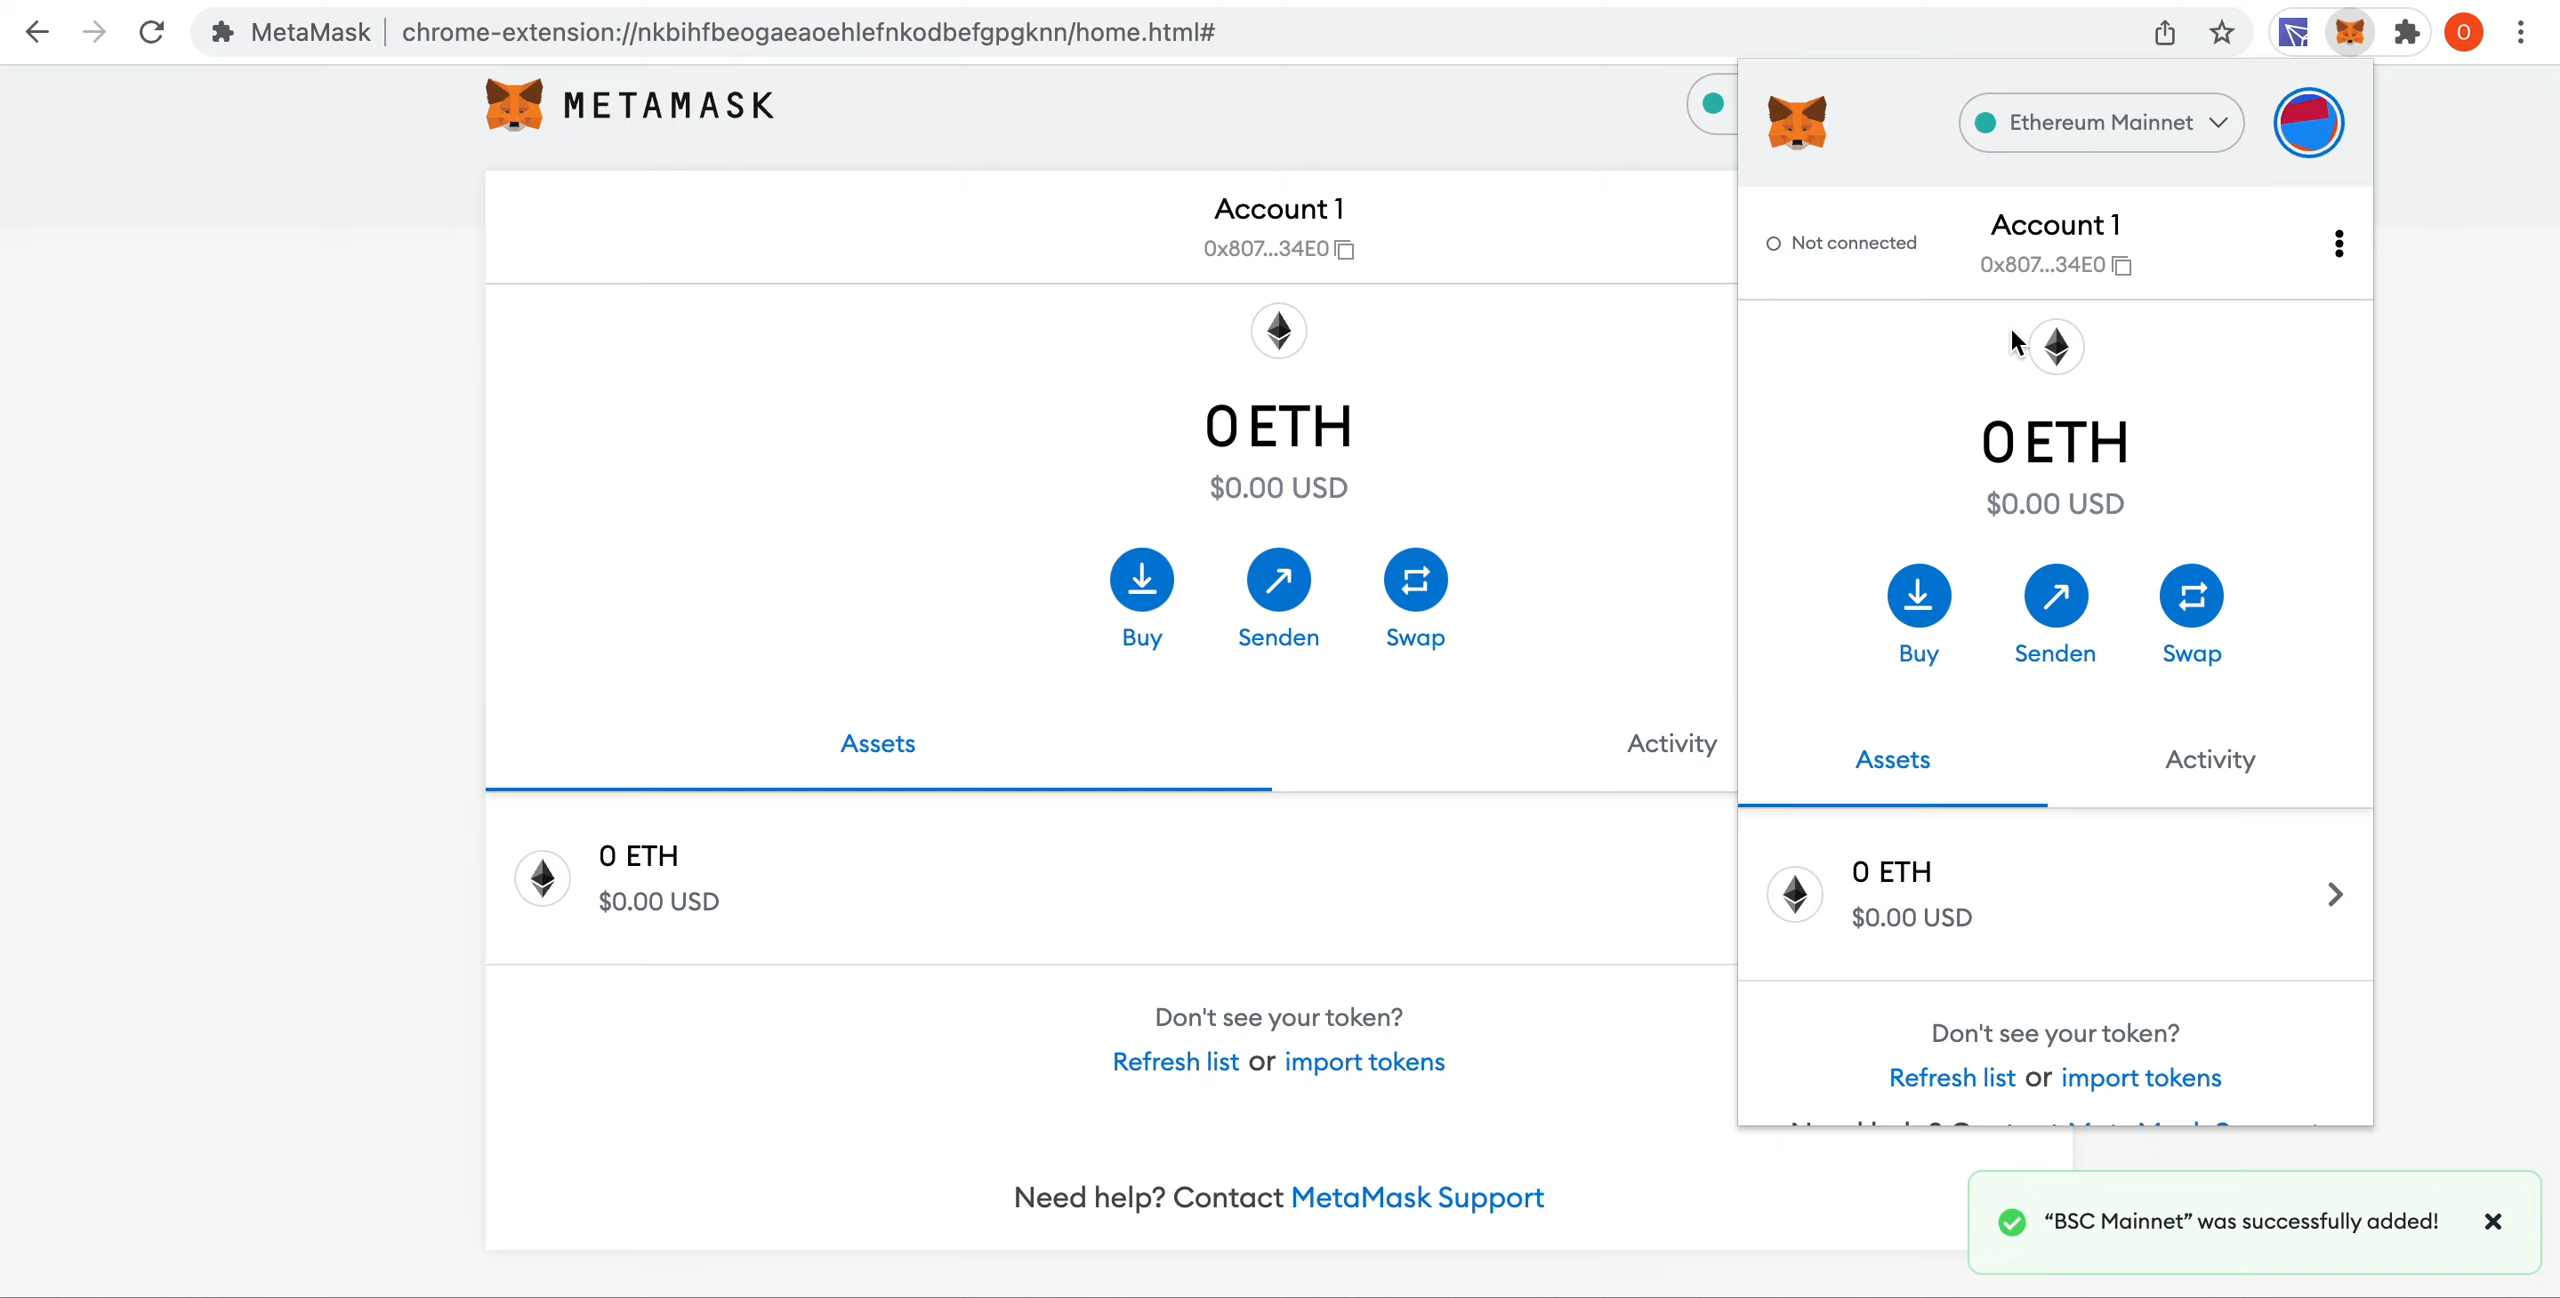 MetaMask | chrome-extension://nkbihfbeogaeaoehlefnkodbefgpgknn/home.html#
O
METAMASK
Account 1
0x807...34E0
0 ETH
$0.00 USD
Buy
Senden
Swap
Assets
Activity
0 ETH
$0.00 USD
Don't see your token?
Refresh list or import tokens
Need help? Contact MetaMask Support
Ethereum Mainnet
Not connected
Account 1
0x807...34E0
0 ETH
$0.00 USD
Buy
Senden
Swap
Assets
Activity
0 ETH
$0.00 USD
Don't see your token?
Refresh list or import tokens
“BSC Mainnet” was successfully added!